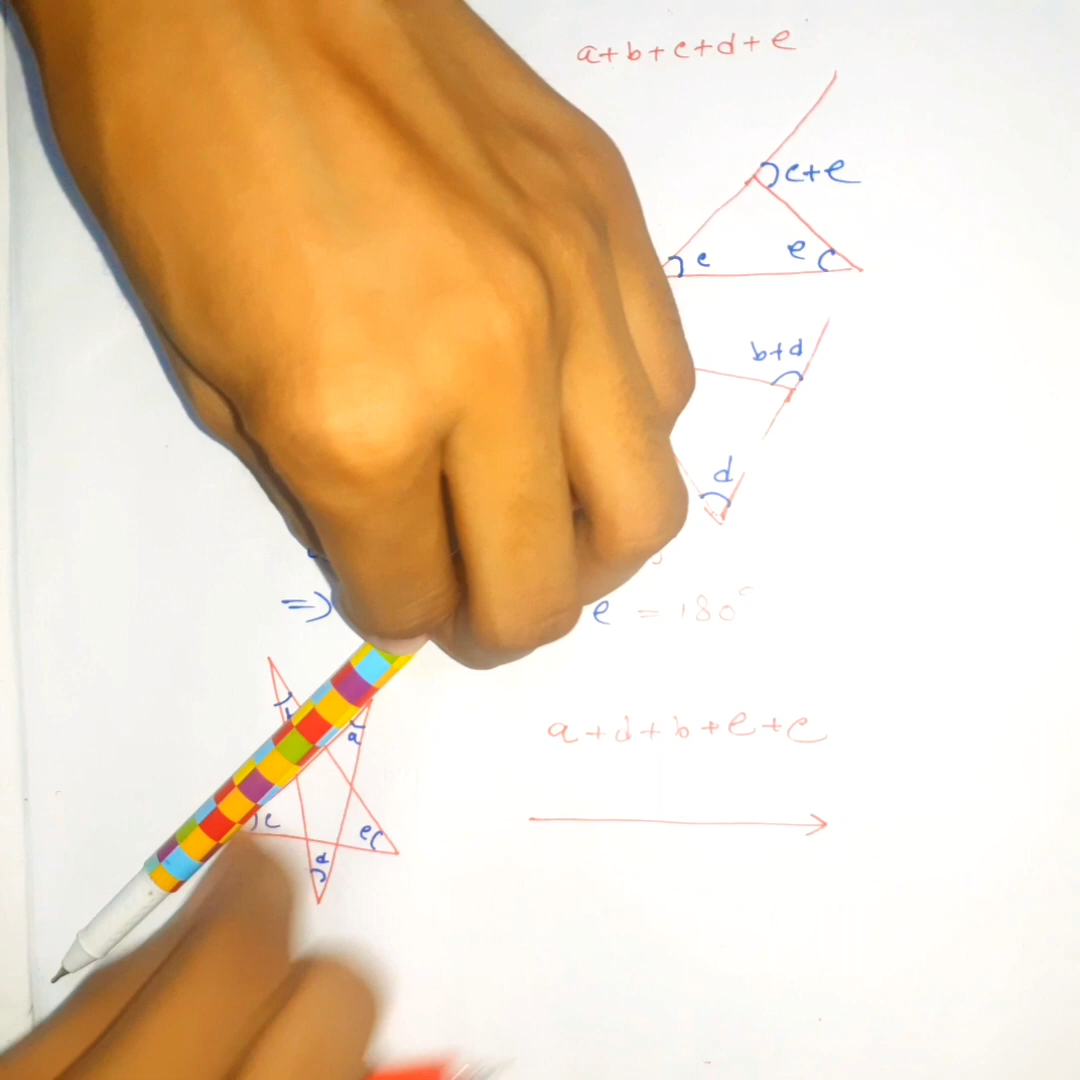 a+b+c+d+e
c+e
c e
b+d
d
=> e = 180°
a+d+b+e+c
a
c e
d